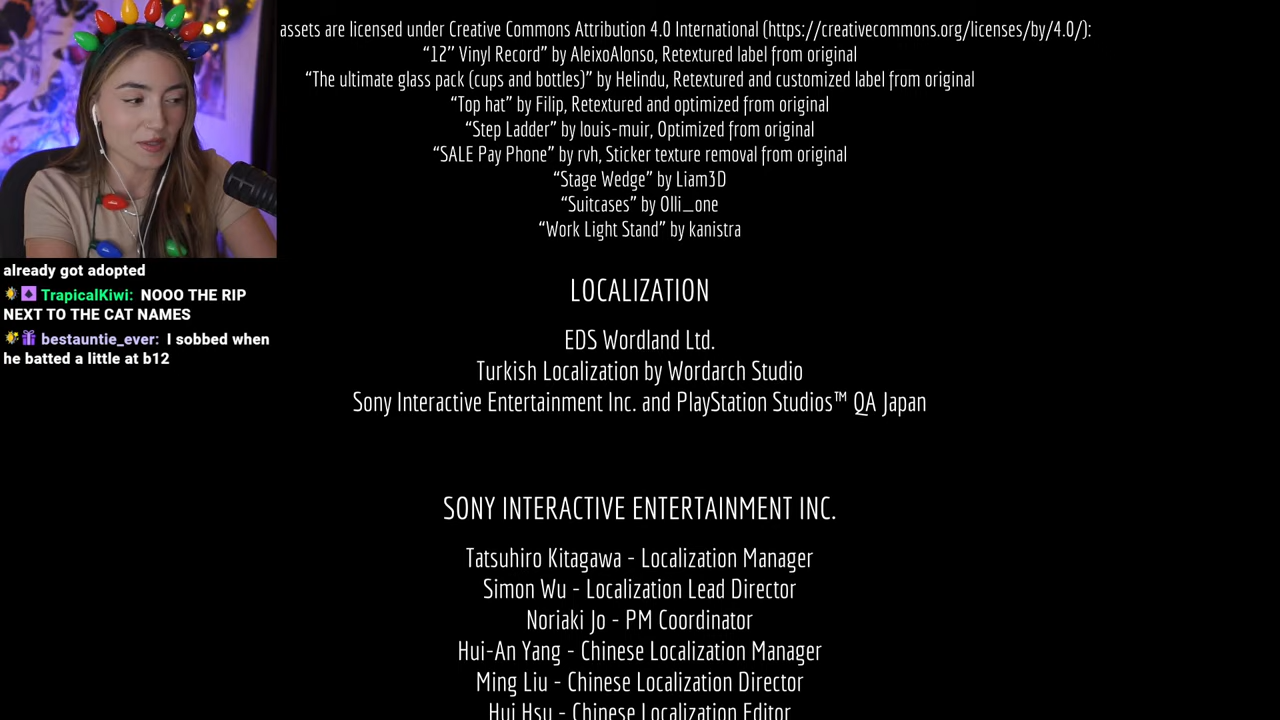 assets are licensed under Creative Commons Attribution 4.0 International (https://creativecommons.org/licenses/by/4.0/):
“12” Vinyl Record” by AleixoAlonso, Retextured label from original
“The ultimate glass pack (cups and bottles)” by Helindu, Retextured and customized label from original
“Top hat” by Filip, Retextured and optimized from original
“Step Ladder” by louis-muir, Optimized from original
“SALE Pay Phone” by rvh, Sticker texture removal from original
“Stage Wedge” by Liam3D
“Suitcases” by Olli_one
“Work Light Stand” by kanistra
already got adopted
TrapicalKiwi: NOOO THE RIP
NEXT TO THE CAT NAMES
bestauntie_ever: I sobbed when
he batted a little at b12
LOCALIZATION
EDS Wordland Ltd.
Turkish Localization by Wordarch Studio
Sony Interactive Entertainment Inc. and PlayStation Studios™ QA Japan
SONY INTERACTIVE ENTERTAINMENT INC.
Tatsuhiro Kitagawa - Localization Manager
Simon Wu - Localization Lead Director
Noriaki Jo - PM Coordinator
Hui-An Yang - Chinese Localization Manager
Ming Liu - Chinese Localization Director
Hui Hsu - Chinese Localization Editor